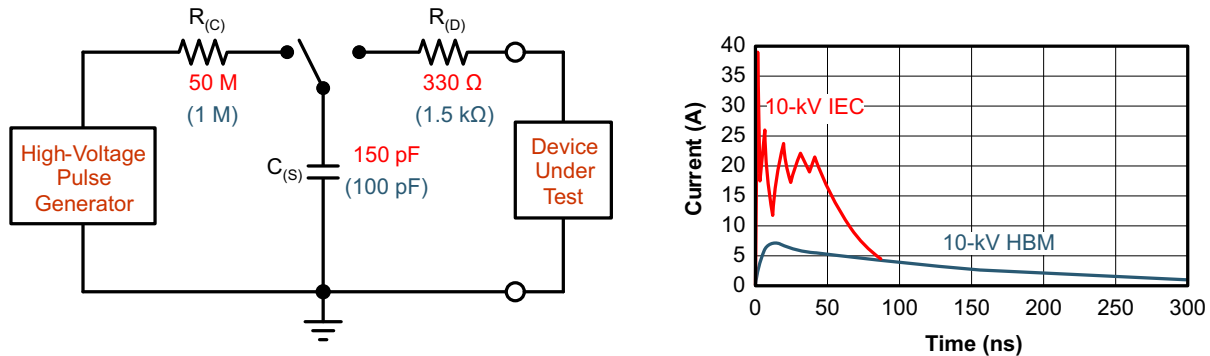 R(C)
50 M
(1 M)
R(D)
330 Ω
(1.5 kΩ)
High-Voltage
Pulse
Generator
C(S)
150 pF
(100 pF)
Device
Under
Test
Current (A)
40
35
30
25
20
15
10
5
0
10-kV IEC
10-kV HBM
0
50
100
150
200
250
300
Time (ns)